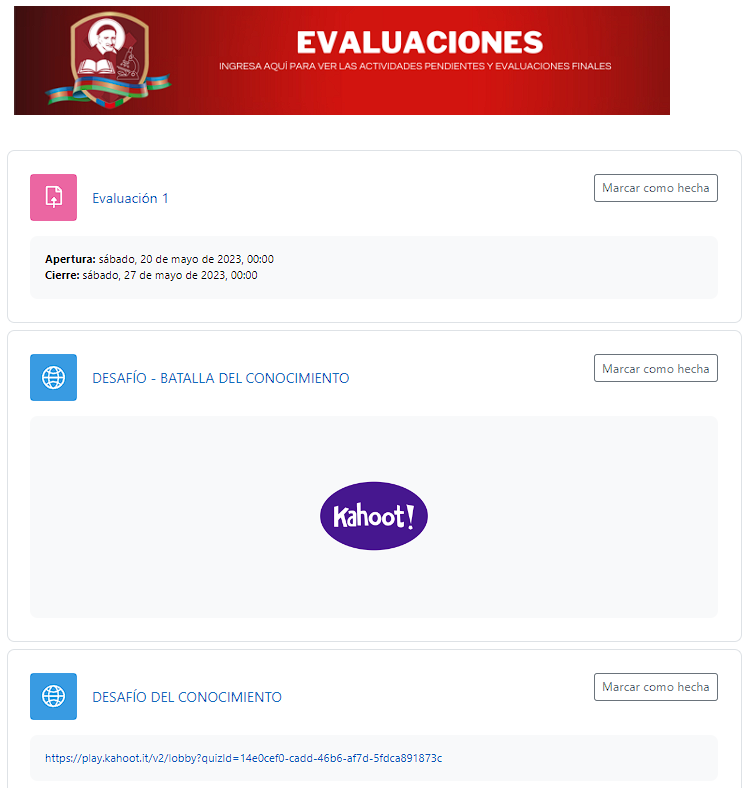 EVALUACIONES
INGRESA AQUÍ PARA VER LAS ACTIVIDADES PENDIENTES Y EVALUACIONES FINALES
Evaluación 1
Marcar como hecha
Apertura: sábado, 20 de mayo de 2023, 00:00
Cierre: sábado, 27 de mayo de 2023, 00:00
DESAFÍO - BATALLA DEL CONOCIMIENTO
Marcar como hecha
Kahoot!
DESAFÍO DEL CONOCIMIENTO
Marcar como hecha
https://play.kahoot.it/v2/lobby?quizId=14e0cef0-cadd-46b6-af7d-5fdca891873c